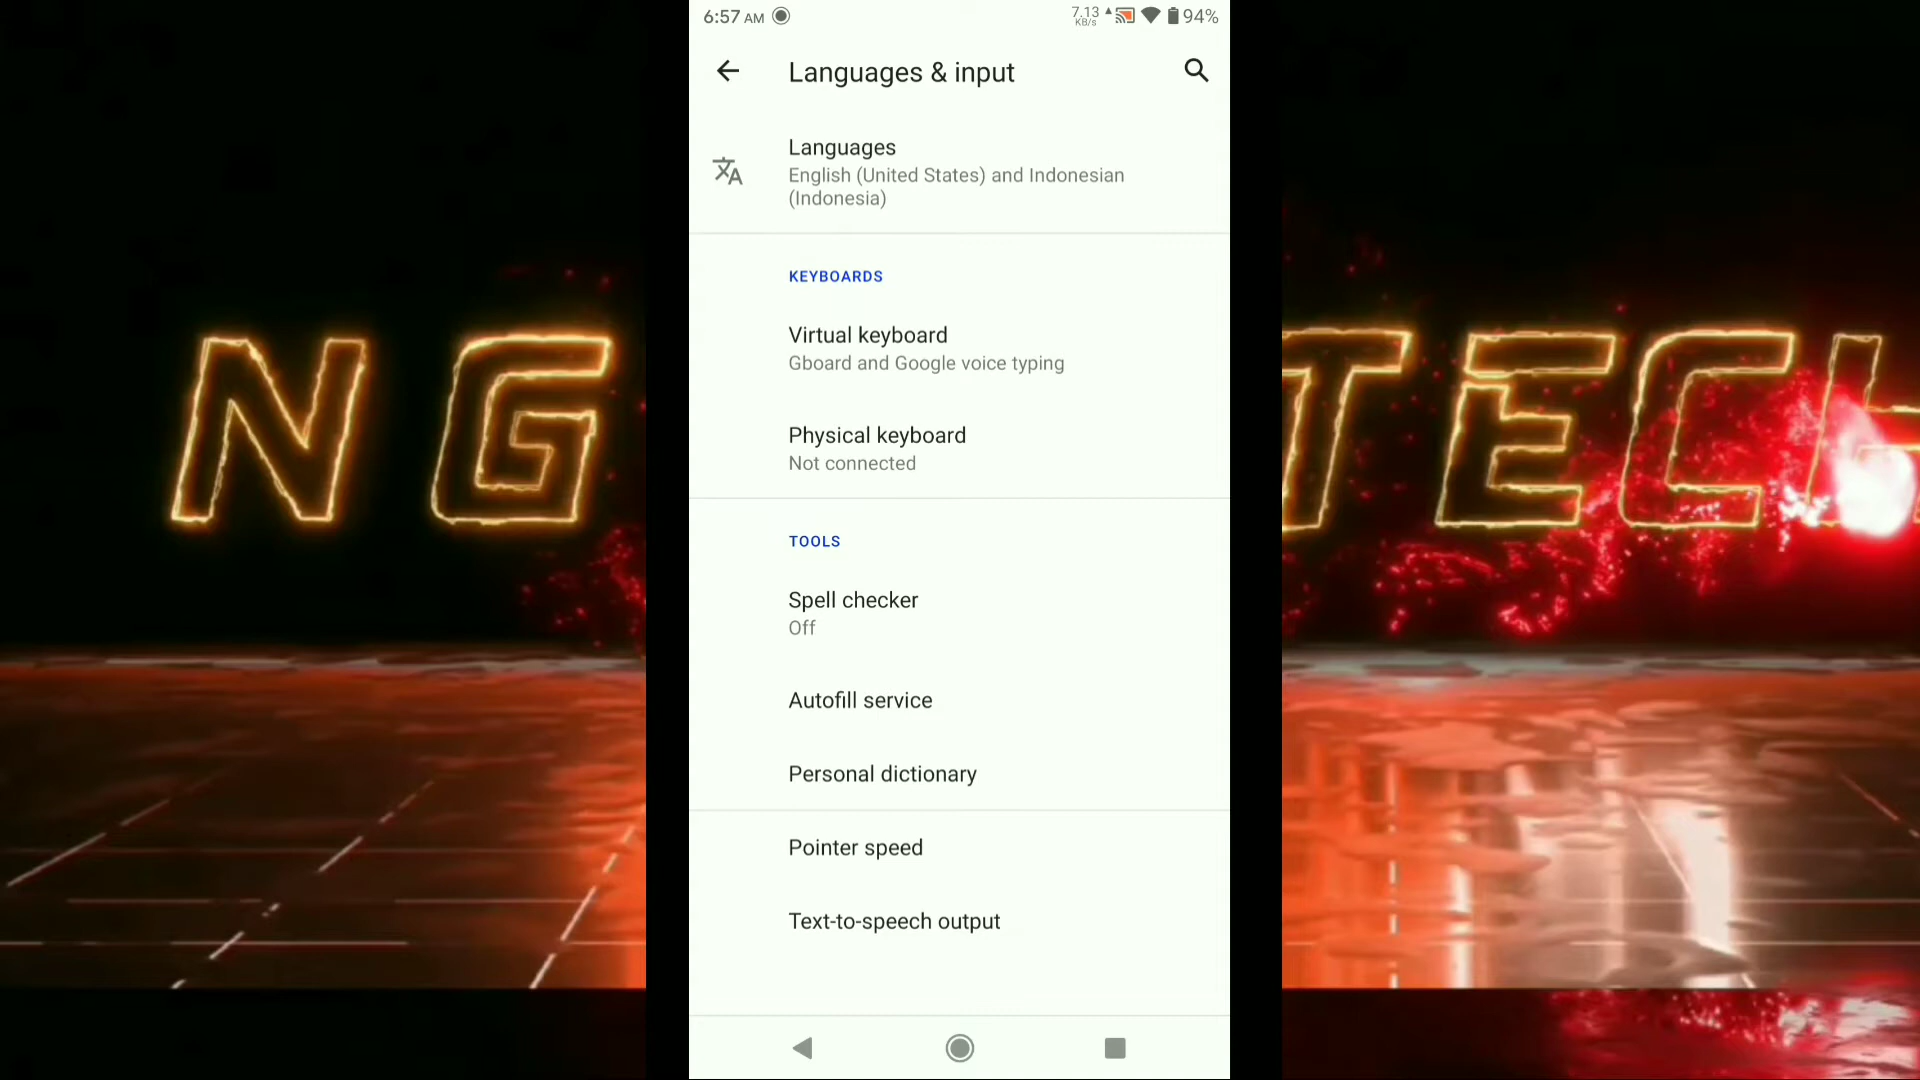 6:57 AM
7.13
KB/s
94%
Languages & input
Languages
English (United States) and Indonesian
(Indonesia)
KEYBOARDS
Virtual keyboard
Gboard and Google voice typing
Physical keyboard
Not connected
TOOLS
Spell checker
Off
Autofill service
Personal dictionary
Pointer speed
Text-to-speech output
NG
TECH